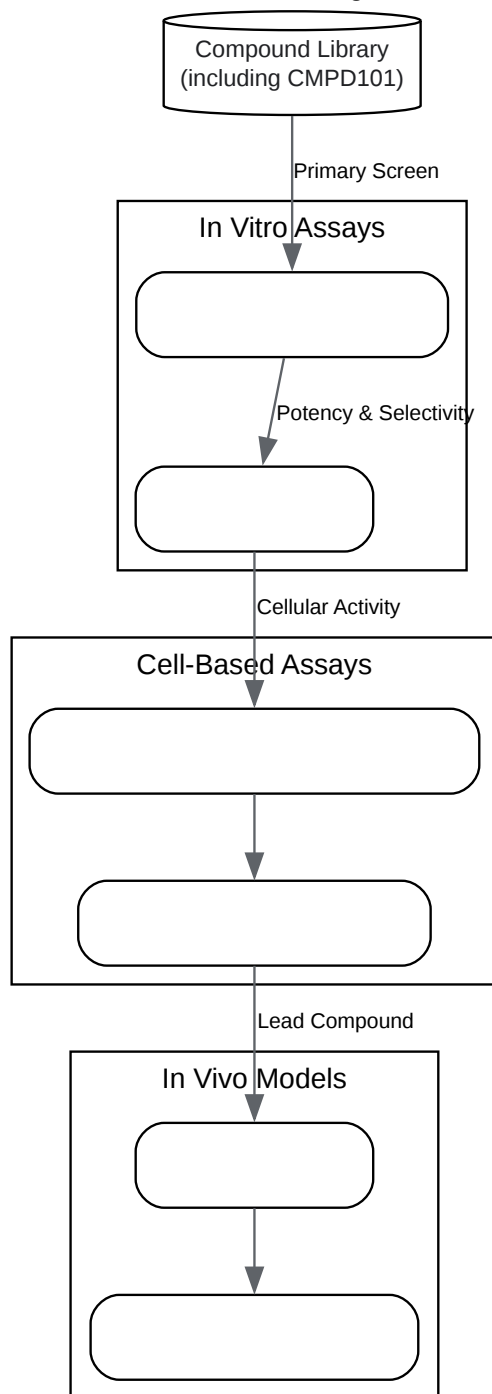 Compound Library
(including CMPD101)
Primary Screen
In Vitro Assays
Potency & Selectivity
Cellular Activity
Cell-Based Assays
Lead Compound
In Vivo Models